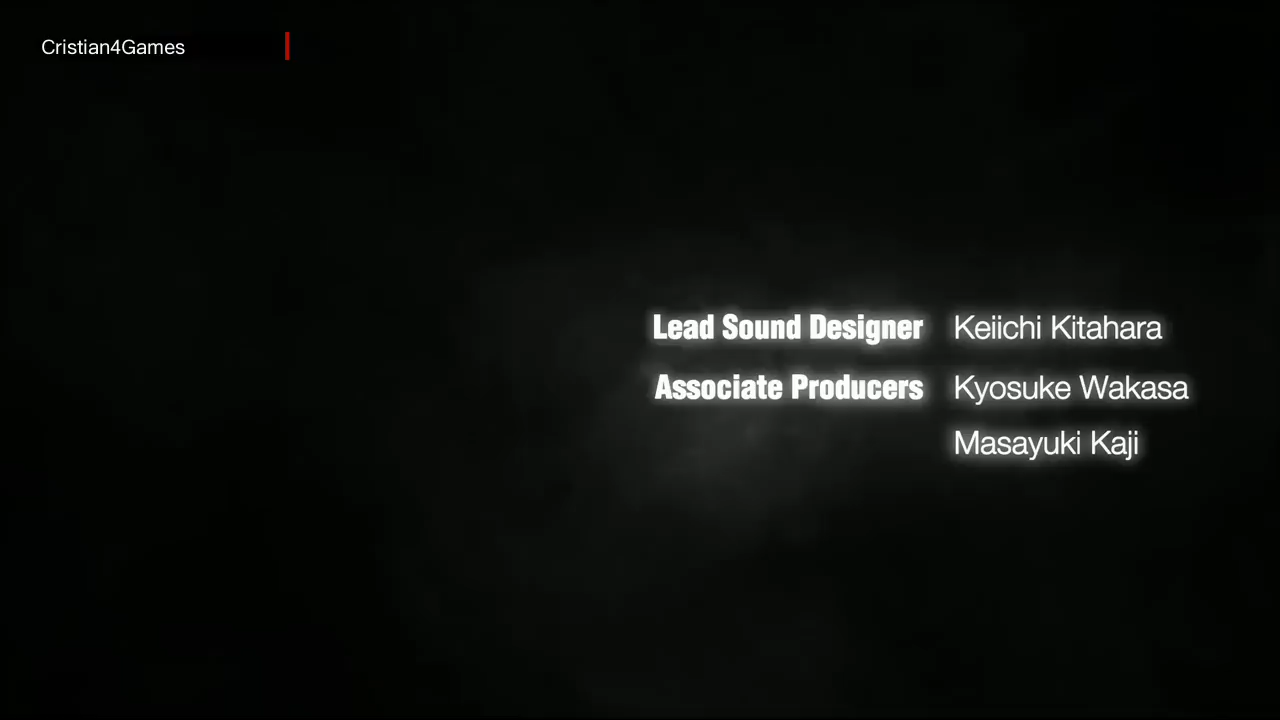 Cristian4Games
Lead Sound Designer Keiichi Kitahara
Associate Producers Kyosuke Wakasa
Masayuki Kaji